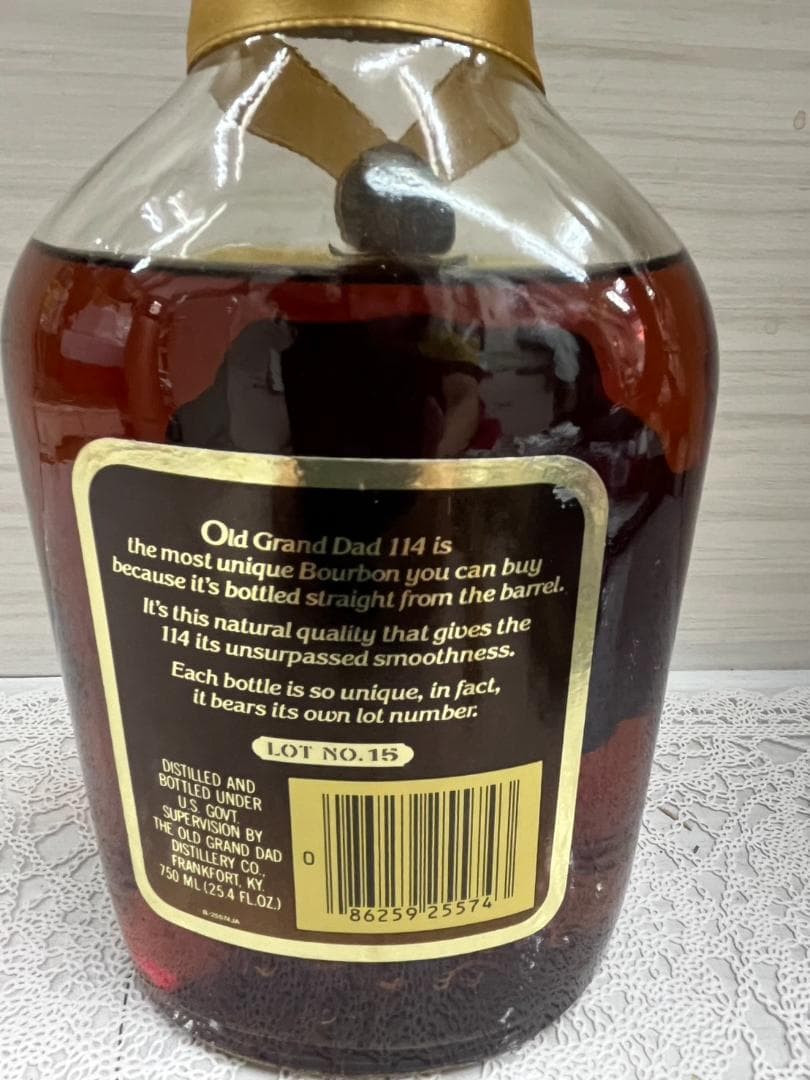 Old Grand Dad 114 is
the most unique Bourbon you can buy
because it's bottled straight from the barrel.
It's this natural quality that gives the
114 its unsurpassed smoothness.
Each bottle is so unique, in fact,
it bears its own lot number.
LOT NO. 15
DISTILLED AND
BOTTLED UNDER
U.S. GOVT.
SUPERVISION BY
THE OLD GRAND DAD
DISTILLERY CO.,
FRANKFORT, KY.
750 ML (25.4 FL.OZ.)
0 86259 25574